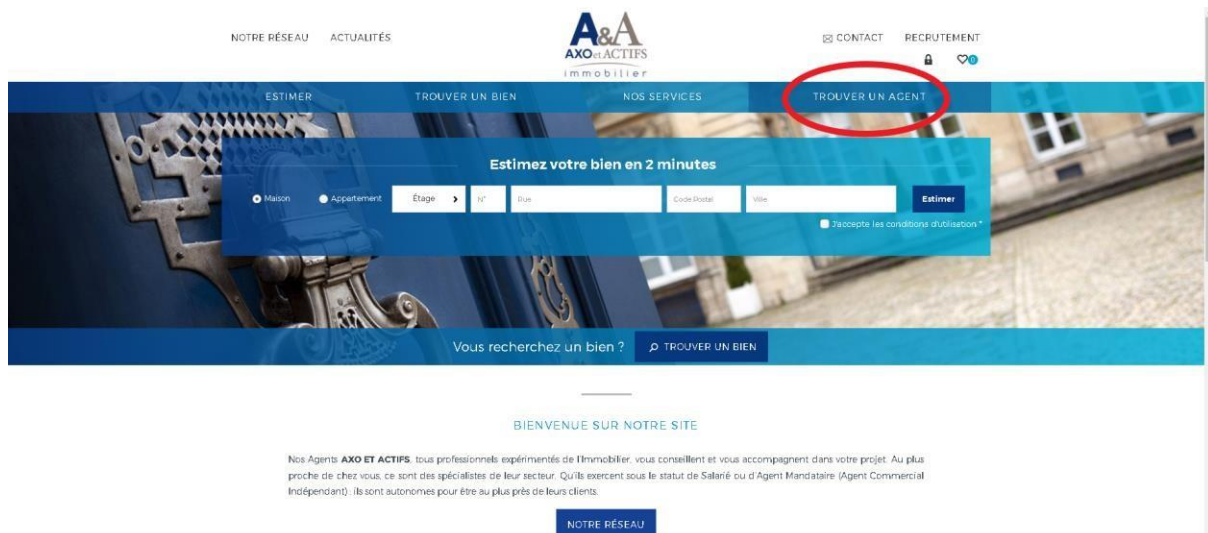 NOTRE RÉSEAU ACTUALITÉS
A&A
AXO et ACTIFS
immobilier
CONTACT RECRUTEMENT
0
ESTIMER TROUVER UN BIEN NOS SERVICES TROUVER UN AGENT
Estimez votre bien en 2 minutes
Maison Appartement Étage N° Rue Code Postal Ville Estimer
J'accepte les conditions d'utilisation *
Vous recherchez un bien ? TROUVER UN BIEN
BIENVENUE SUR NOTRE SITE
Nos Agents AXO ET ACTIFS, tous professionnels expérimentés de l'Immobilier, vous conseillent et vous accompagnent dans votre projet. Au plus
proche de chez vous, ce sont des spécialistes de leur secteur. Qu'ils exercent sous le statut de Salarié ou d'Agent Mandataire (Agent Commercial
Indépendant) : ils sont autonomes pour être au plus près de leurs clients.
NOTRE RÉSEAU